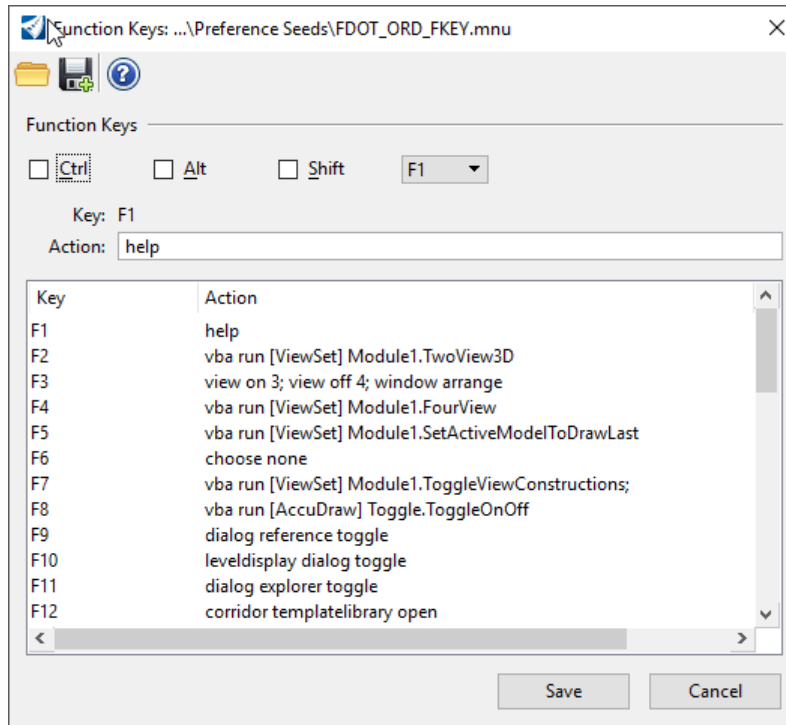 Function Keys: ...\Preference Seeds\FDOT_ORD_FKEY.mnu
Function Keys
Ctrl Alt Shift F1
Key: F1
Action: help
Key Action
F1 help
F2 vba run [ViewSet] Module1.TwoView3D
F3 view on 3; view off 4; window arrange
F4 vba run [ViewSet] Module1.FourView
F5 vba run [ViewSet] Module1.SetActiveModelToDrawLast
F6 choose none
F7 vba run [ViewSet] Module1.ToggleViewConstructions;
F8 vba run [AccuDraw] Toggle.ToggleOnOff
F9 dialog reference toggle
F10 leveldisplay dialog toggle
F11 dialog explorer toggle
F12 corridor templatelibrary open
Save Cancel